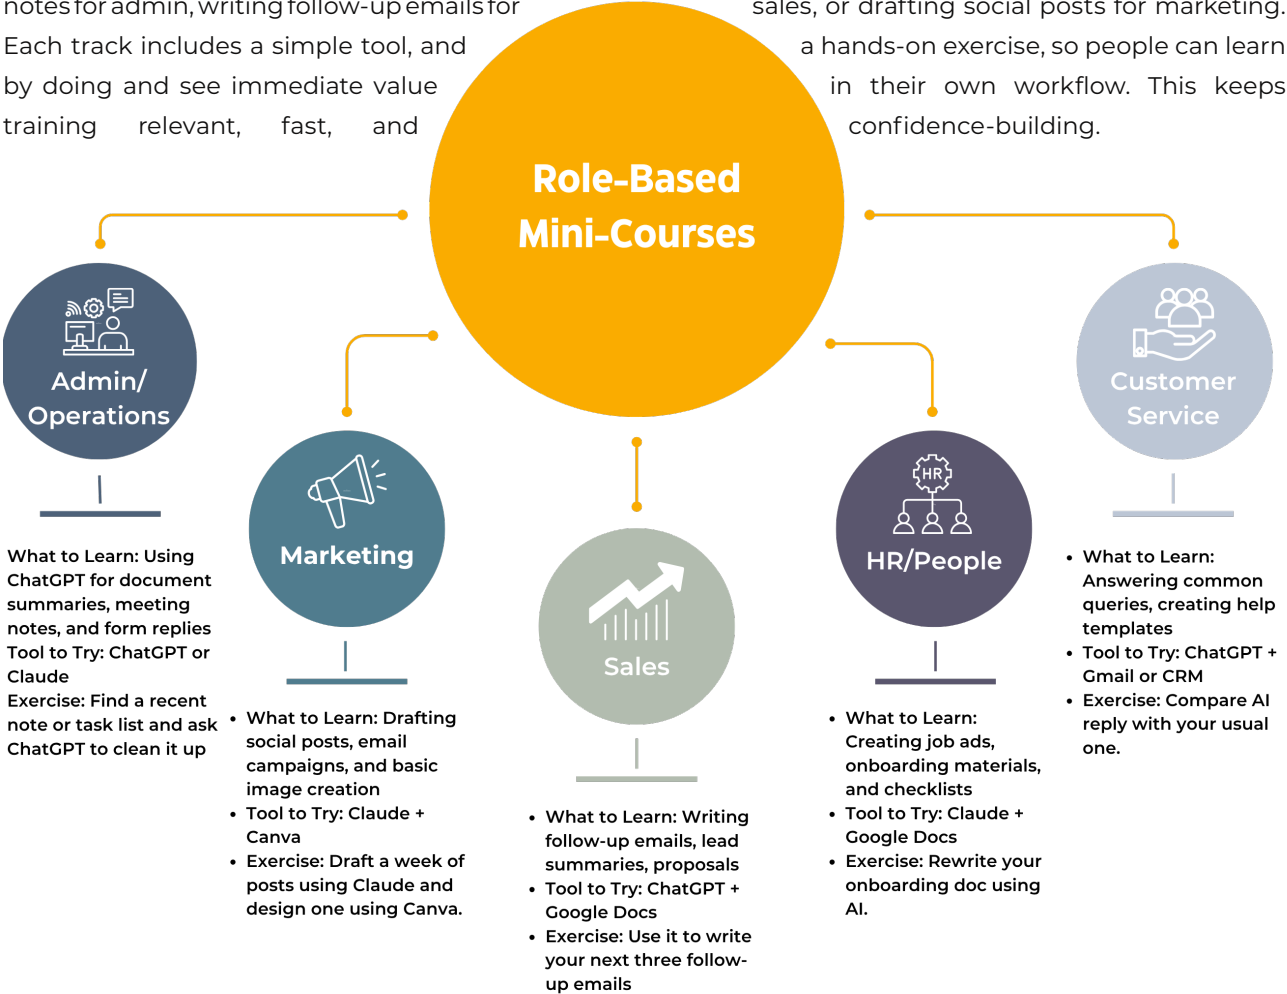 notes for admin, writing follow-up emails for sales, or drafting social posts for marketing.
Each track includes a simple tool, and a hands-on exercise, so people can learn
by doing and see immediate value in their own workflow. This keeps
training relevant, fast, and confidence-building.
Role-Based
Mini-Courses
Admin/
Operations
What to Learn: Using
ChatGPT for document
summaries, meeting
notes, and form replies
Tool to Try: ChatGPT or
Claude
Exercise: Find a recent
note or task list and ask
ChatGPT to clean it up
Marketing
• What to Learn: Drafting
social posts, email
campaigns, and basic
image creation
• Tool to Try: Claude +
Canva
• Exercise: Draft a week of
posts using Claude and
design one using Canva.
Sales
• What to Learn: Writing
follow-up emails, lead
summaries, proposals
• Tool to Try: ChatGPT +
Google Docs
• Exercise: Use it to write
your next three follow-
up emails
HR
HR/People
• What to Learn:
Creating job ads,
onboarding materials,
and checklists
• Tool to Try: Claude +
Google Docs
• Exercise: Rewrite your
onboarding doc using
AI.
Customer
Service
• What to Learn:
Answering common
queries, creating help
templates
• Tool to Try: ChatGPT +
Gmail or CRM
• Exercise: Compare AI
reply with your usual
one.